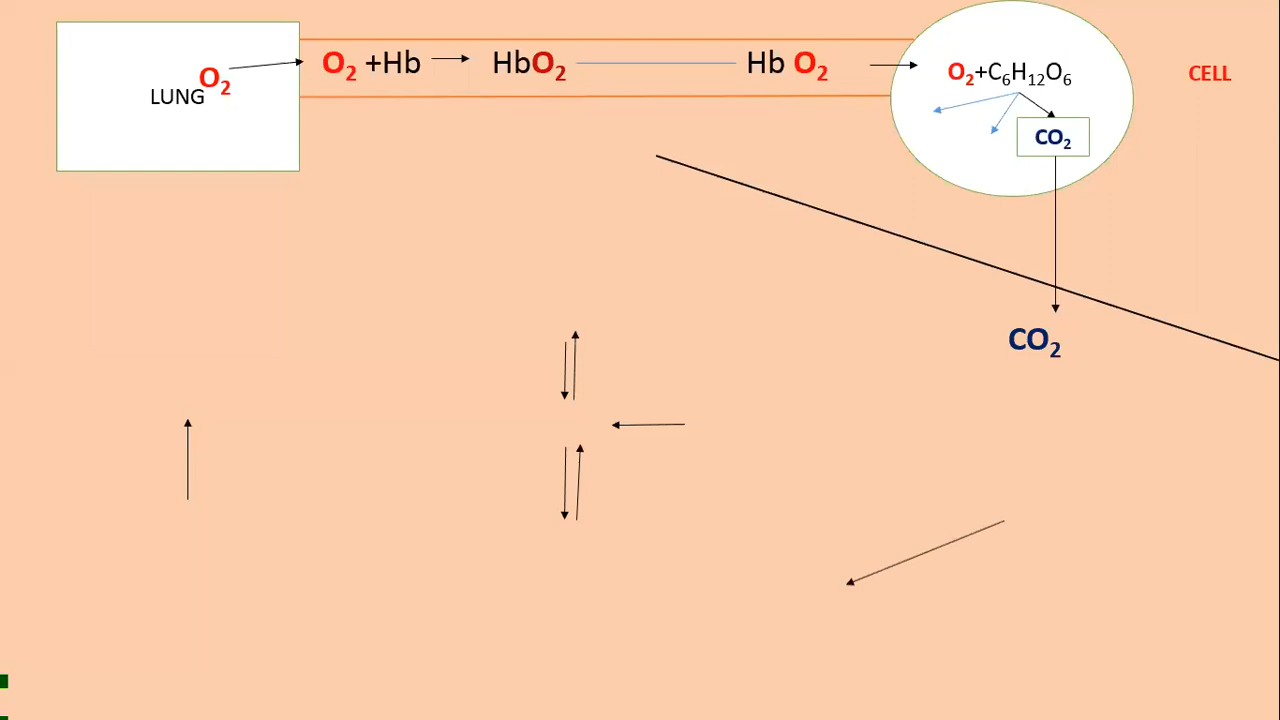 O₂ +Hb HbO₂ Hb O₂
LUNG O₂
O₂+C₆H₁₂O₆
CELL
CO₂
CO₂